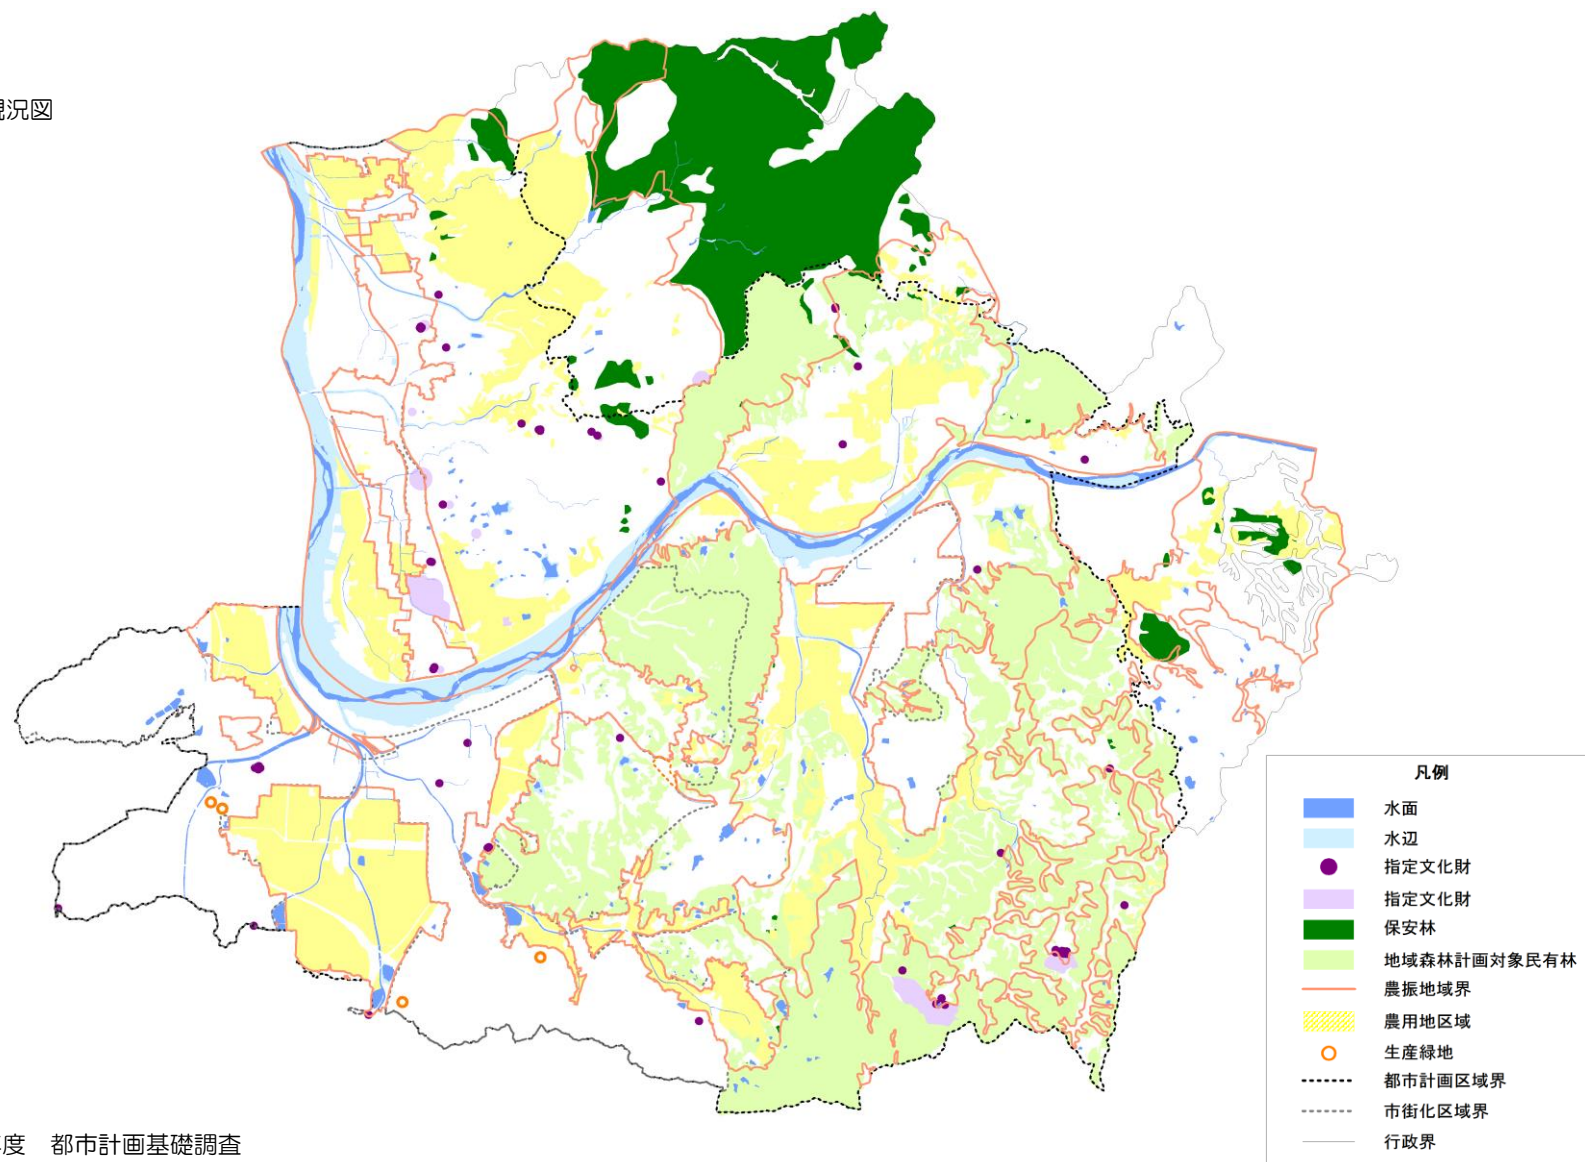 況図
凡例
水面
水辺
指定文化財
指定文化財
保安林
地域森林計画対象民有林
農振地域界
農用地区域
生産緑地
都市計画区域界
市街化区域界
行政界
度　都市計画基礎調査